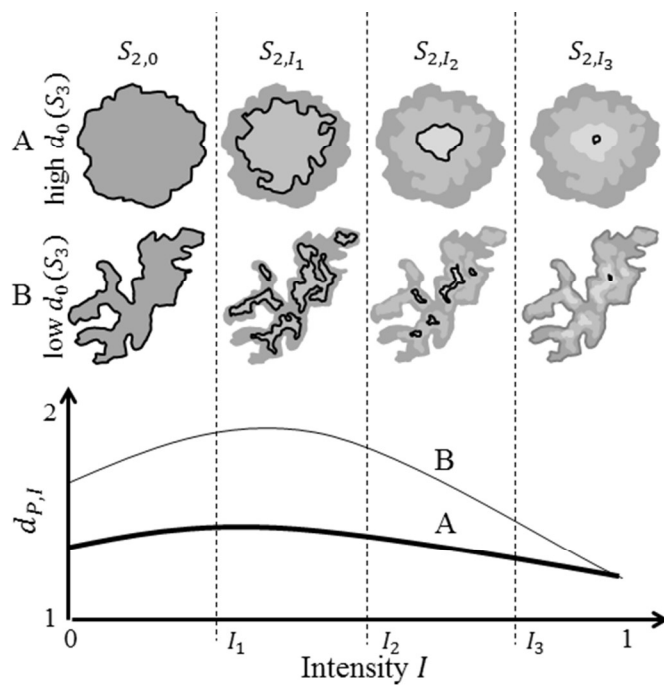 S₂,₀ S₂,I₁ S₂,I₂ S₂,I₃
A
high d₀(S₃)
B
low d₀(S₃)
2
d_P,I
B
A
1
0 I₁ I₂ I₃ 1
Intensity I